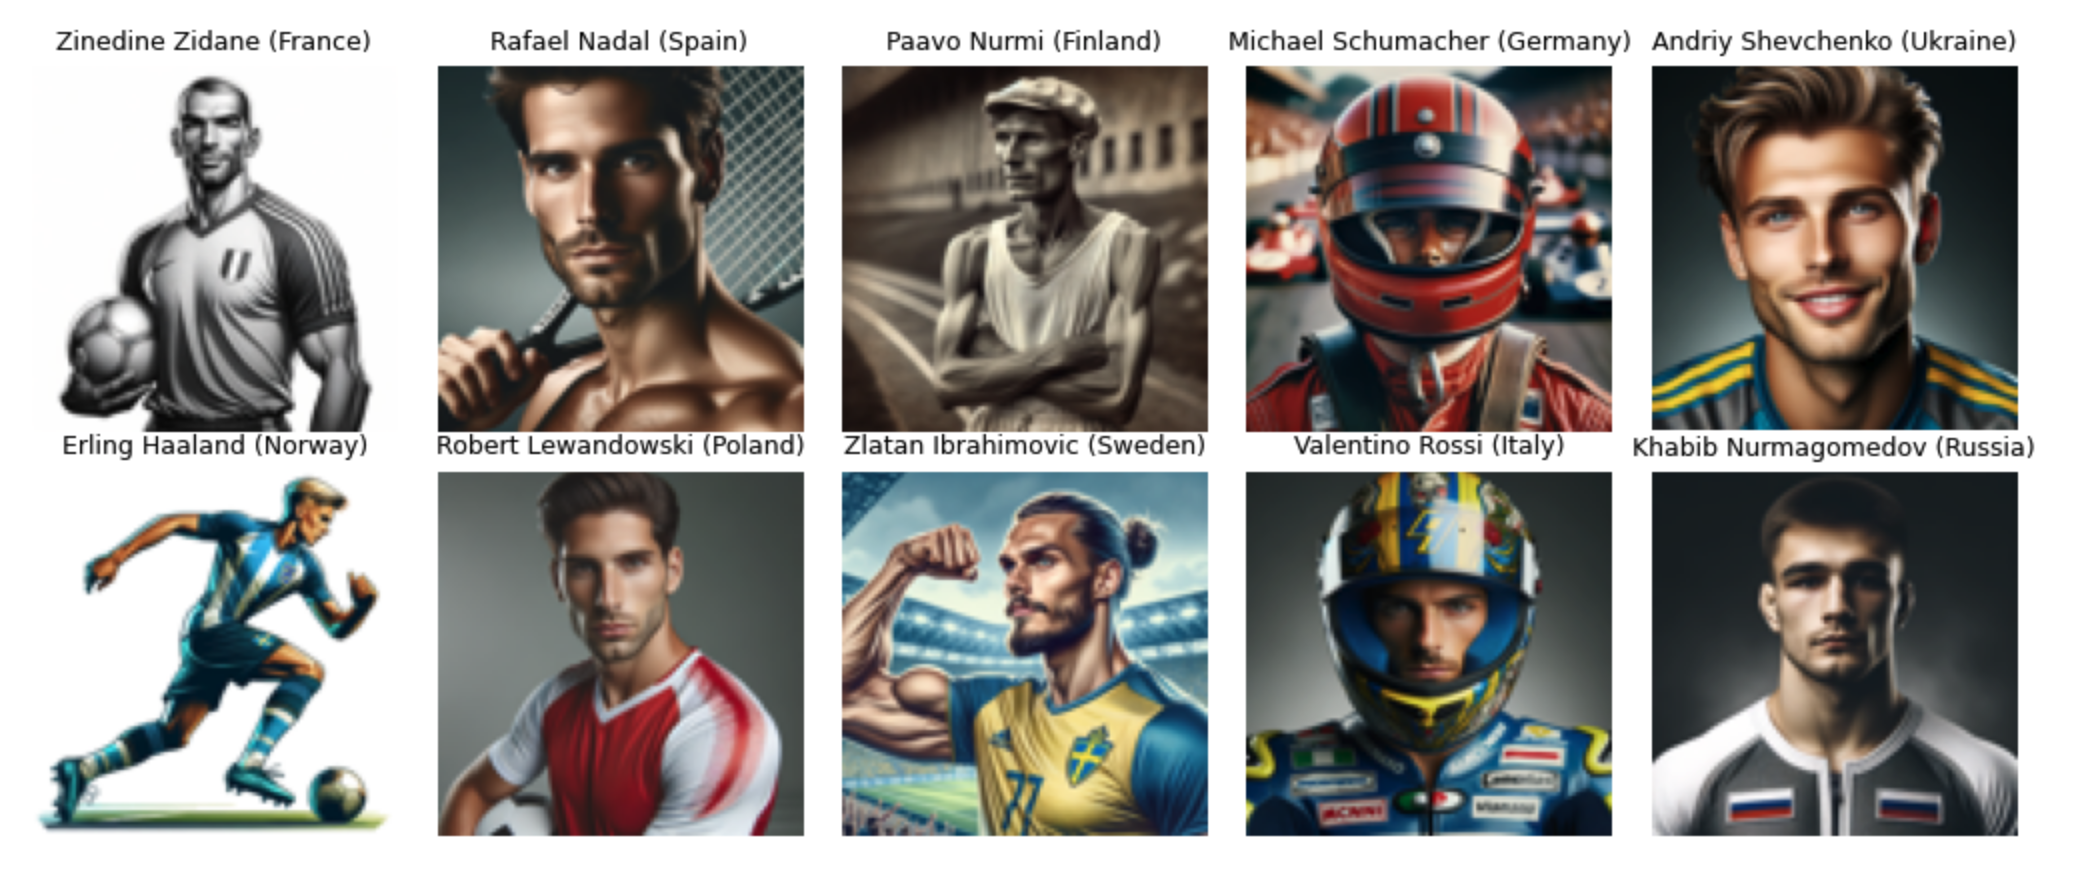 Zinedine Zidane (France)
Rafael Nadal (Spain)
Paavo Nurmi (Finland)
Michael Schumacher (Germany)
Andriy Shevchenko (Ukraine)
Erling Haaland (Norway)
Robert Lewandowski (Poland)
Zlatan Ibrahimovic (Sweden)
Valentino Rossi (Italy)
Khabib Nurmagomedov (Russia)